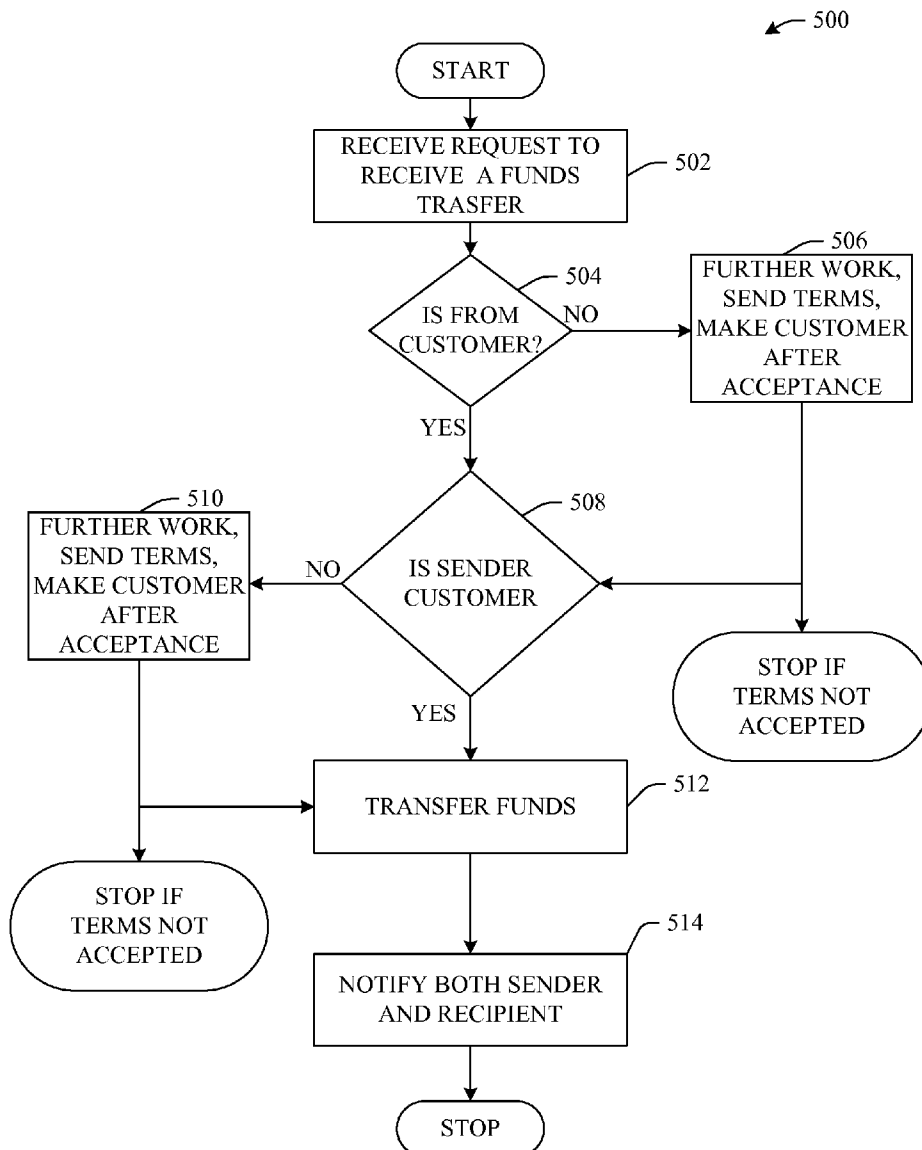 500
START
RECEIVE REQUEST TO
RECEIVE A FUNDS
TRASFER
502
504
IS FROM
CUSTOMER?
NO
YES
506
FURTHER WORK,
SEND TERMS,
MAKE CUSTOMER
AFTER
ACCEPTANCE
508
IS SENDER
CUSTOMER
NO
YES
510
FURTHER WORK,
SEND TERMS,
MAKE CUSTOMER
AFTER
ACCEPTANCE
STOP IF
TERMS NOT
ACCEPTED
TRANSFER FUNDS
512
STOP IF
TERMS NOT
ACCEPTED
514
NOTIFY BOTH SENDER
AND RECIPIENT
STOP